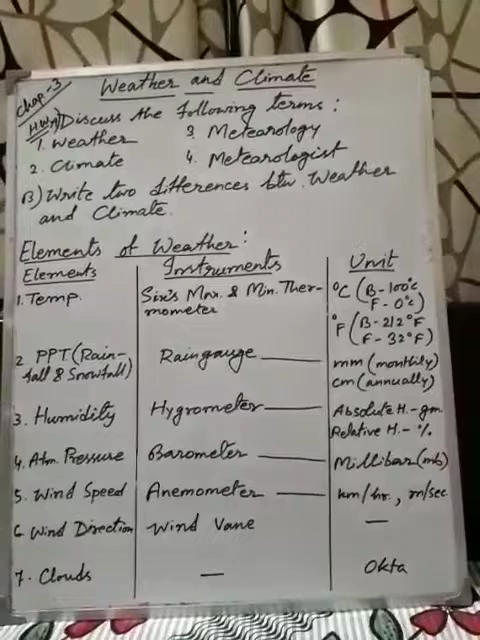 Chap-3
Weather and Climate
HW A) Discuss the following terms:
1. Weather 3. Meteorology
2. Climate 4. Meteorologist
B) Write two differences btw. Weather
and Climate.
Elements of Weather:
Elements Instruments Unit
1. Temp. Six's Max. & Min. Ther- °C (B-100°C
mometer F-0°C)
°F (B-212°F
F-32°F)
2. PPT (Rain- Raingauge — mm (monthly)
fall & Snowfall) cm (annually)
3. Humidity Hygrometer — Absolute H.-gm
Relative H.- %
4. Atm. Pressure Barometer — Millibar (mb)
5. Wind Speed Anemometer — km/hr., m/sec
6. Wind Direction Wind Vane —
7. Clouds — Okta